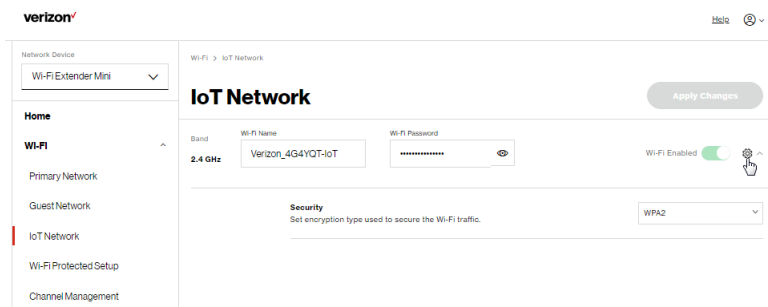 verizon
Help
Network Device
Wi-Fi Extender Mini
Home
WI-FI
Primary Network
Guest Network
IoT Network
Wi-Fi Protected Setup
Channel Management
Wi-Fi > IoT Network
IoT Network
Apply Changes
Band
2.4 GHz
Wi-Fi Name
Verizon_4G4YQT-IoT
Wi-Fi Password
•••••••••••••••
Wi-Fi Enabled
Security
Set encryption type used to secure the Wi-Fi traffic.
WPA2